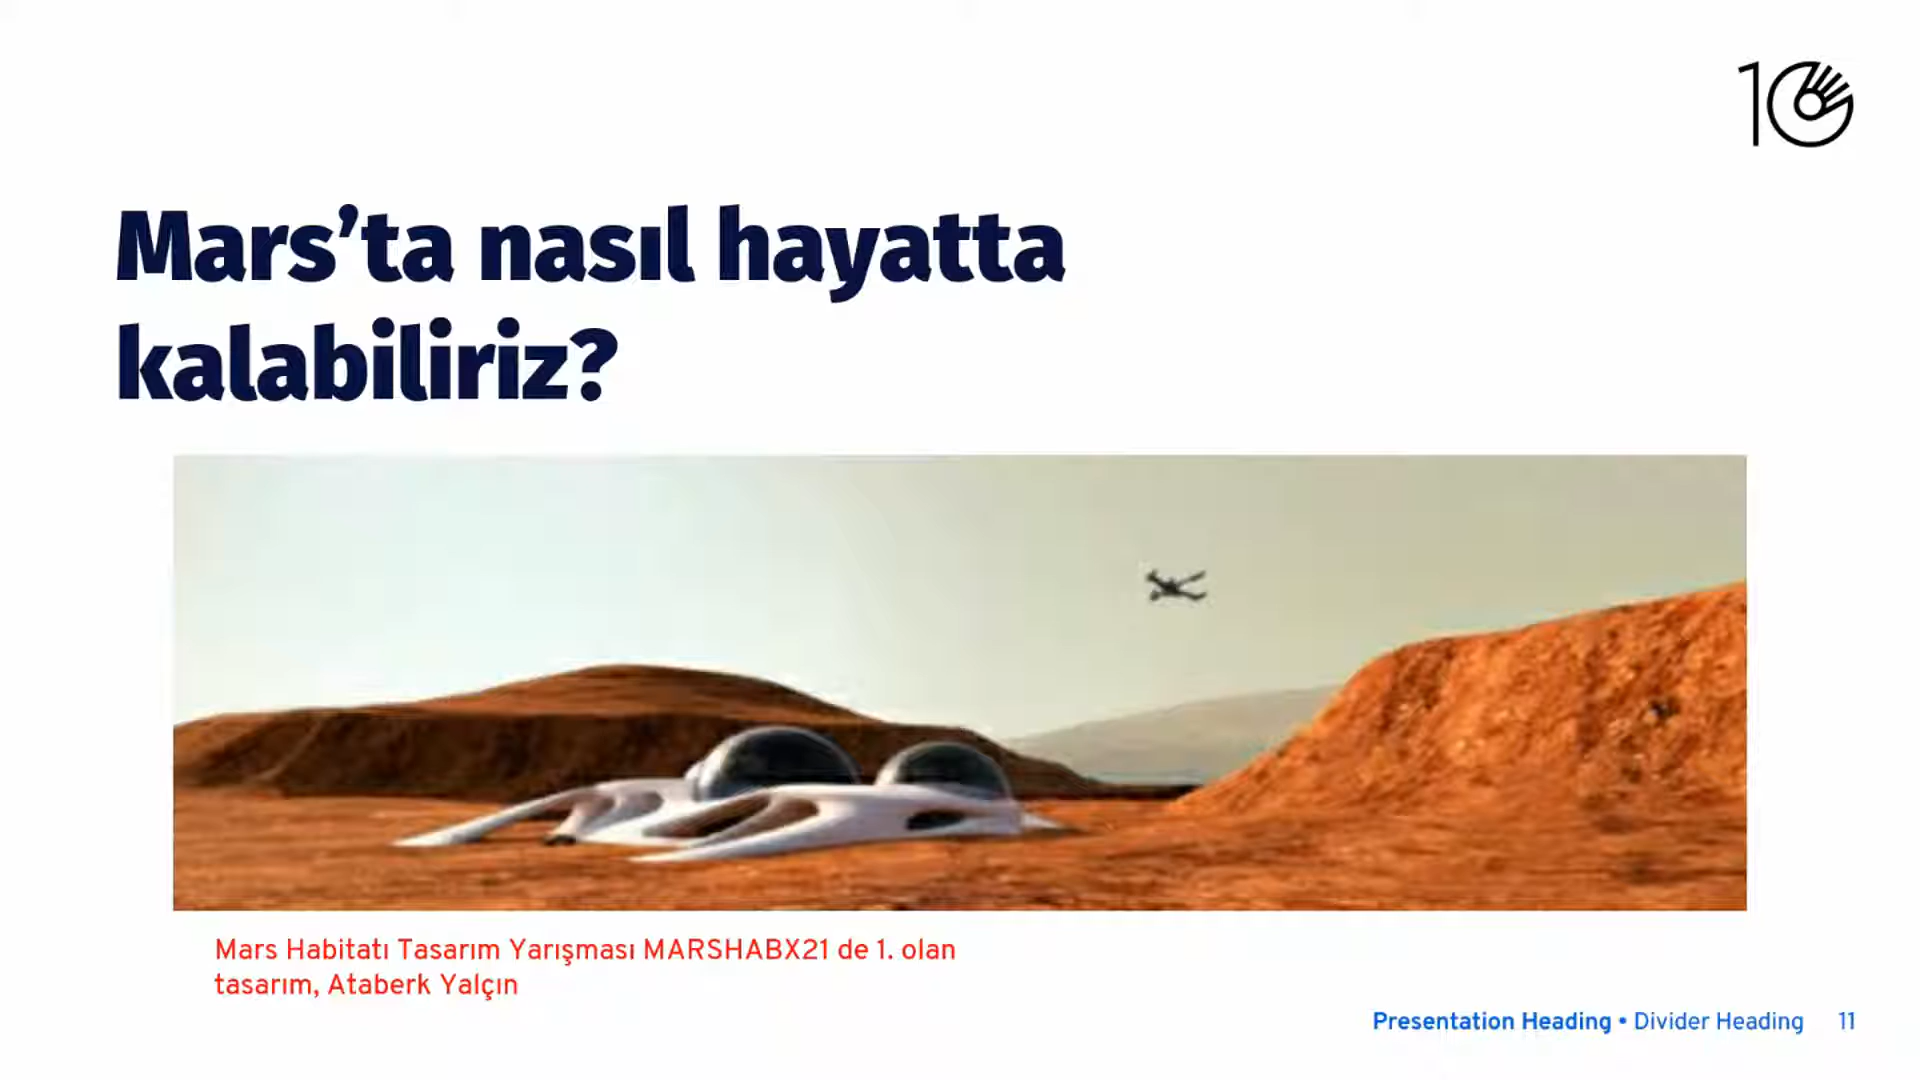 10
Mars’ta nasıl hayatta
kalabiliriz?
Mars Habitatı Tasarım Yarışması MARSHABX21 de 1. olan
tasarım, Ataberk Yalçın
Presentation Heading • Divider Heading 11